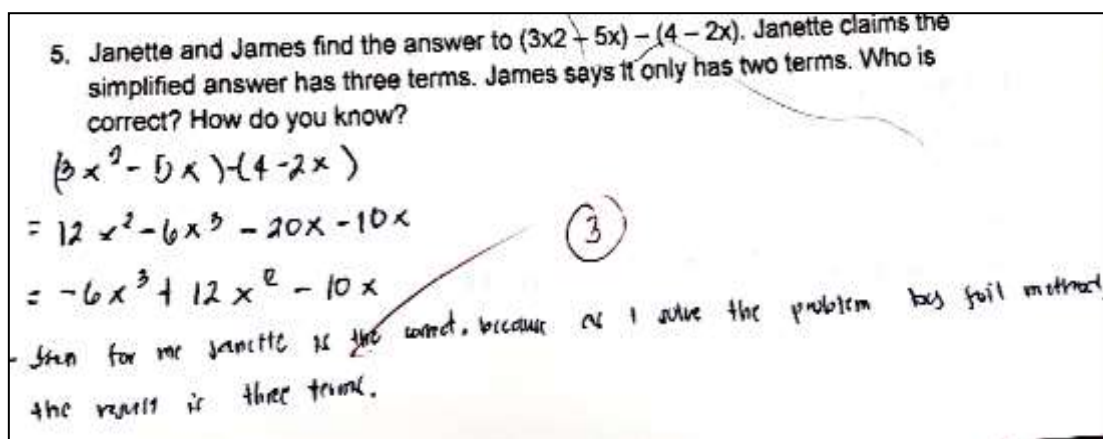 5. Janette and James find the answer to (3x2 + 5x) – (4 – 2x). Janette claims the
simplified answer has three terms. James says it only has two terms. Who is
correct? How do you know?
(3x² - 5x)-(4 -2x)
= 12x² - 6x³ - 20x - 10x
3
= -6x³ + 12x² - 10x
for me Janette is the correct. because as I solve the problem by foil method,
the result is three terms.